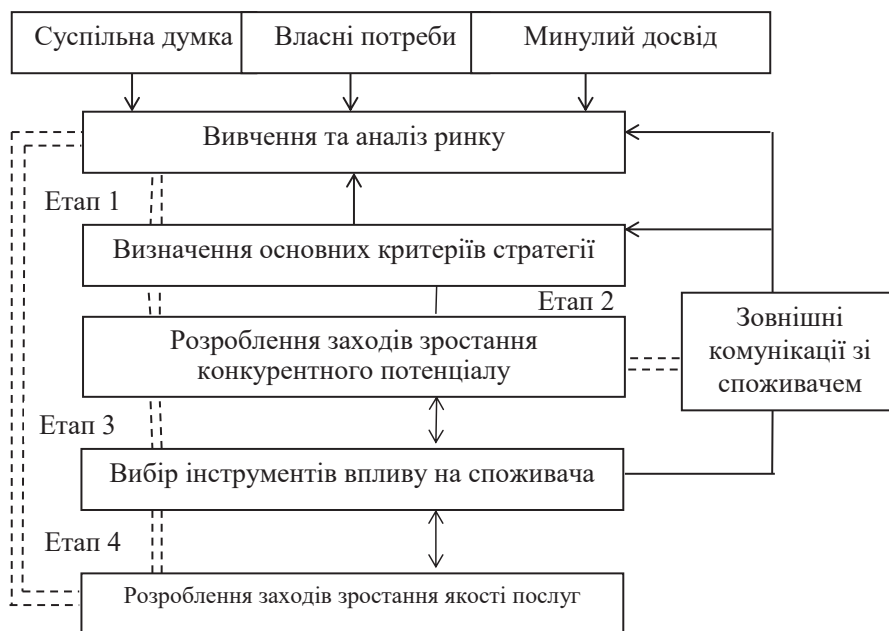 Суспільна думка
Власні потреби
Минулий досвід
Вивчення та аналіз ринку
Етап 1
Визначення основних критеріїв стратегії
Етап 2
Розроблення заходів зростання
конкурентного потенціалу
Зовнішні
комунікації зі
споживачем
Етап 3
Вибір інструментів впливу на споживача
Етап 4
Розроблення заходів зростання якості послуг